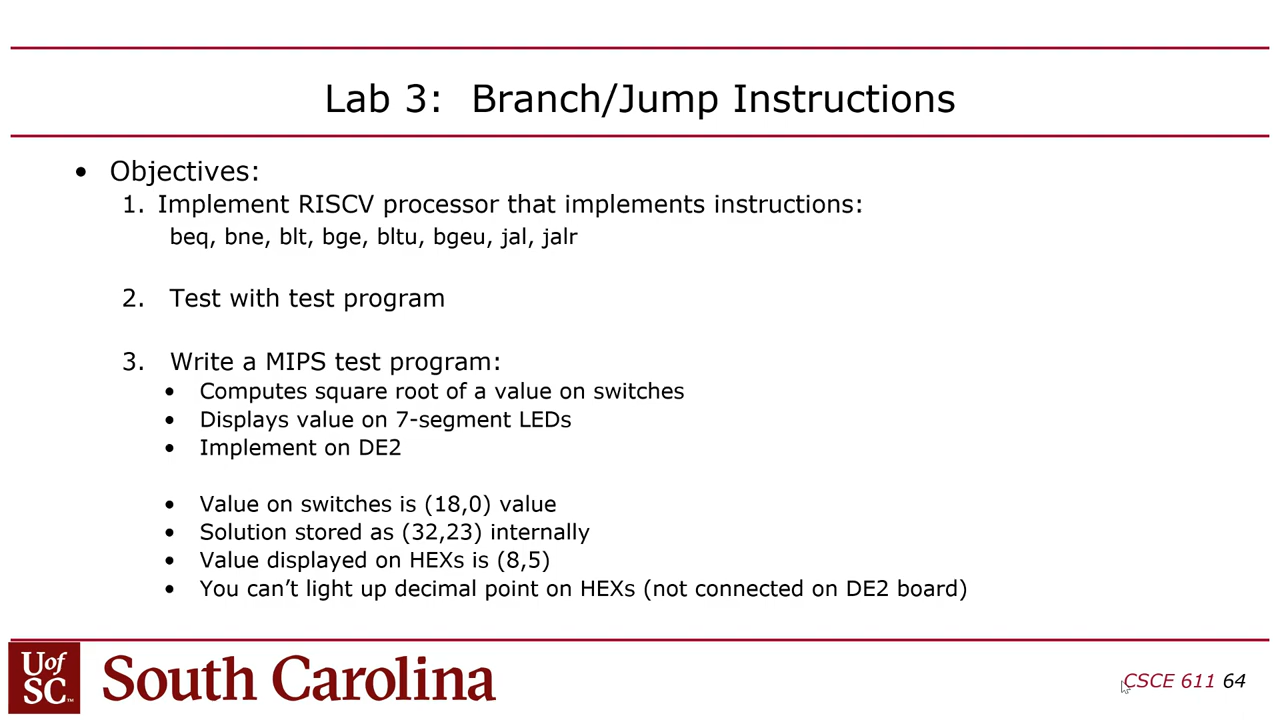 Lab 3: Branch/Jump Instructions
• Objectives:
1. Implement RISCV processor that implements instructions:
beq, bne, blt, bge, bltu, bgeu, jal, jalr
2. Test with test program
3. Write a MIPS test program:
• Computes square root of a value on switches
• Displays value on 7-segment LEDs
• Implement on DE2
• Value on switches is (18,0) value
• Solution stored as (32,23) internally
• Value displayed on HEXs is (8,5)
• You can’t light up decimal point on HEXs (not connected on DE2 board)
UofSC™
South Carolina
CSCE 611 64